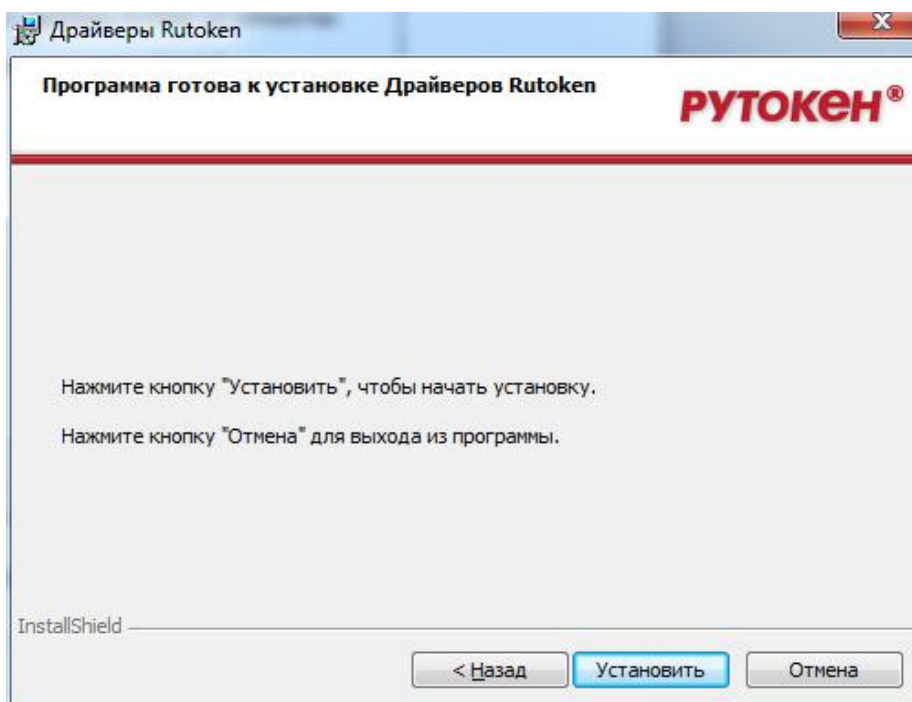 Драйверы Rutoken
Программа готова к установке Драйверов Rutoken
РУТОКЕН®
Нажмите кнопку "Установить", чтобы начать установку.
Нажмите кнопку "Отмена" для выхода из программы.
InstallShield
< Назад
Установить
Отмена